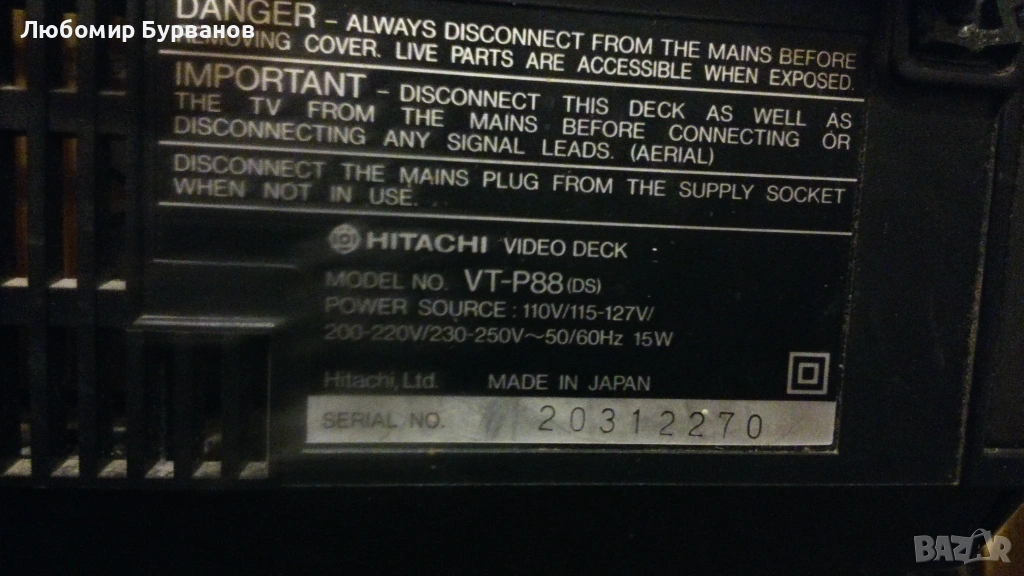 Любомир Бурванов
DANGER - ALWAYS DISCONNECT FROM THE MAINS BEFORE
REMOVING COVER. LIVE PARTS ARE ACCESSIBLE WHEN EXPOSED.
IMPORTANT - DISCONNECT THIS DECK AS WELL AS
THE TV FROM THE MAINS BEFORE CONNECTING OR
DISCONNECTING ANY SIGNAL LEADS. (AERIAL)
DISCONNECT THE MAINS PLUG FROM THE SUPPLY SOCKET
WHEN NOT IN USE.
HITACHI VIDEO DECK
MODEL NO. VT-P88(DS)
POWER SOURCE : 110V/115-127V/
200-220V/230-250V~50/60Hz 15W
Hitachi, Ltd. MADE IN JAPAN
SERIAL NO. 20312270
BAZAR